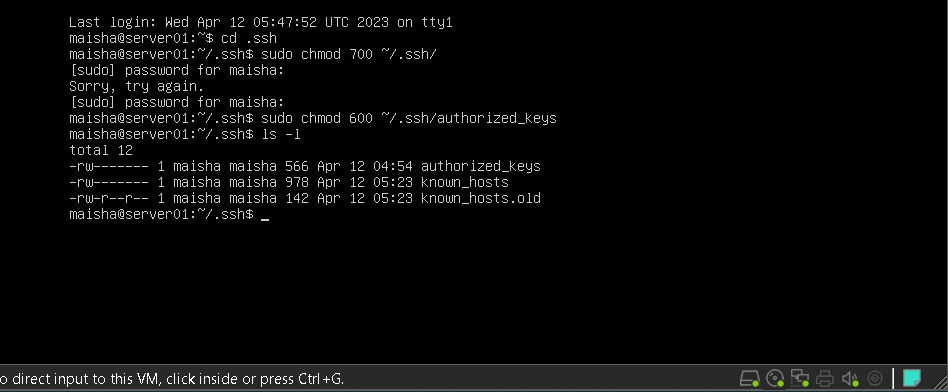 Last login: Wed Apr 12 05:47:52 UTC 2023 on tty1
maisha@server01:~$ cd .ssh
maisha@server01:~/.ssh$ sudo chmod 700 ~/.ssh/
[sudo] password for maisha:
Sorry, try again.
[sudo] password for maisha:
maisha@server01:~/.ssh$ sudo chmod 600 ~/.ssh/authorized_keys
maisha@server01:~/.ssh$ ls -l
total 12
-rw------- 1 maisha maisha 566 Apr 12 04:54 authorized_keys
-rw------- 1 maisha maisha 978 Apr 12 05:23 known_hosts
-rw-r--r-- 1 maisha maisha 142 Apr 12 05:23 known_hosts.old
maisha@server01:~/.ssh$ _
o direct input to this VM, click inside or press Ctrl+G.